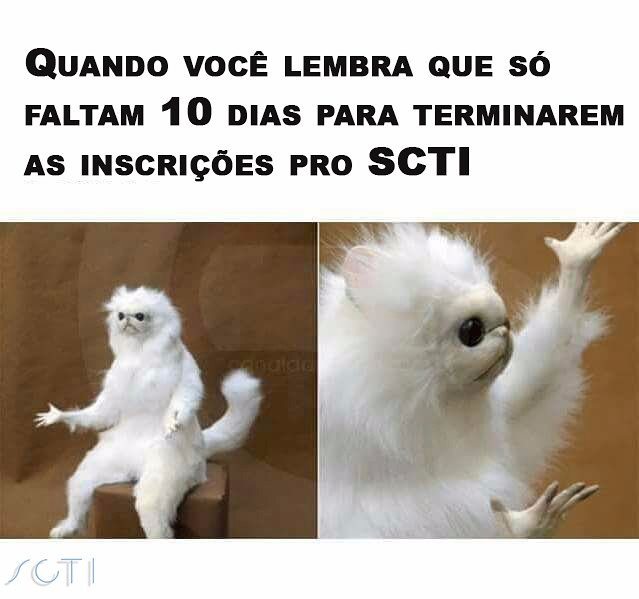 Quando você lembra que só
faltam 10 dias para terminarem
as inscrições pro SCTI
SCTI